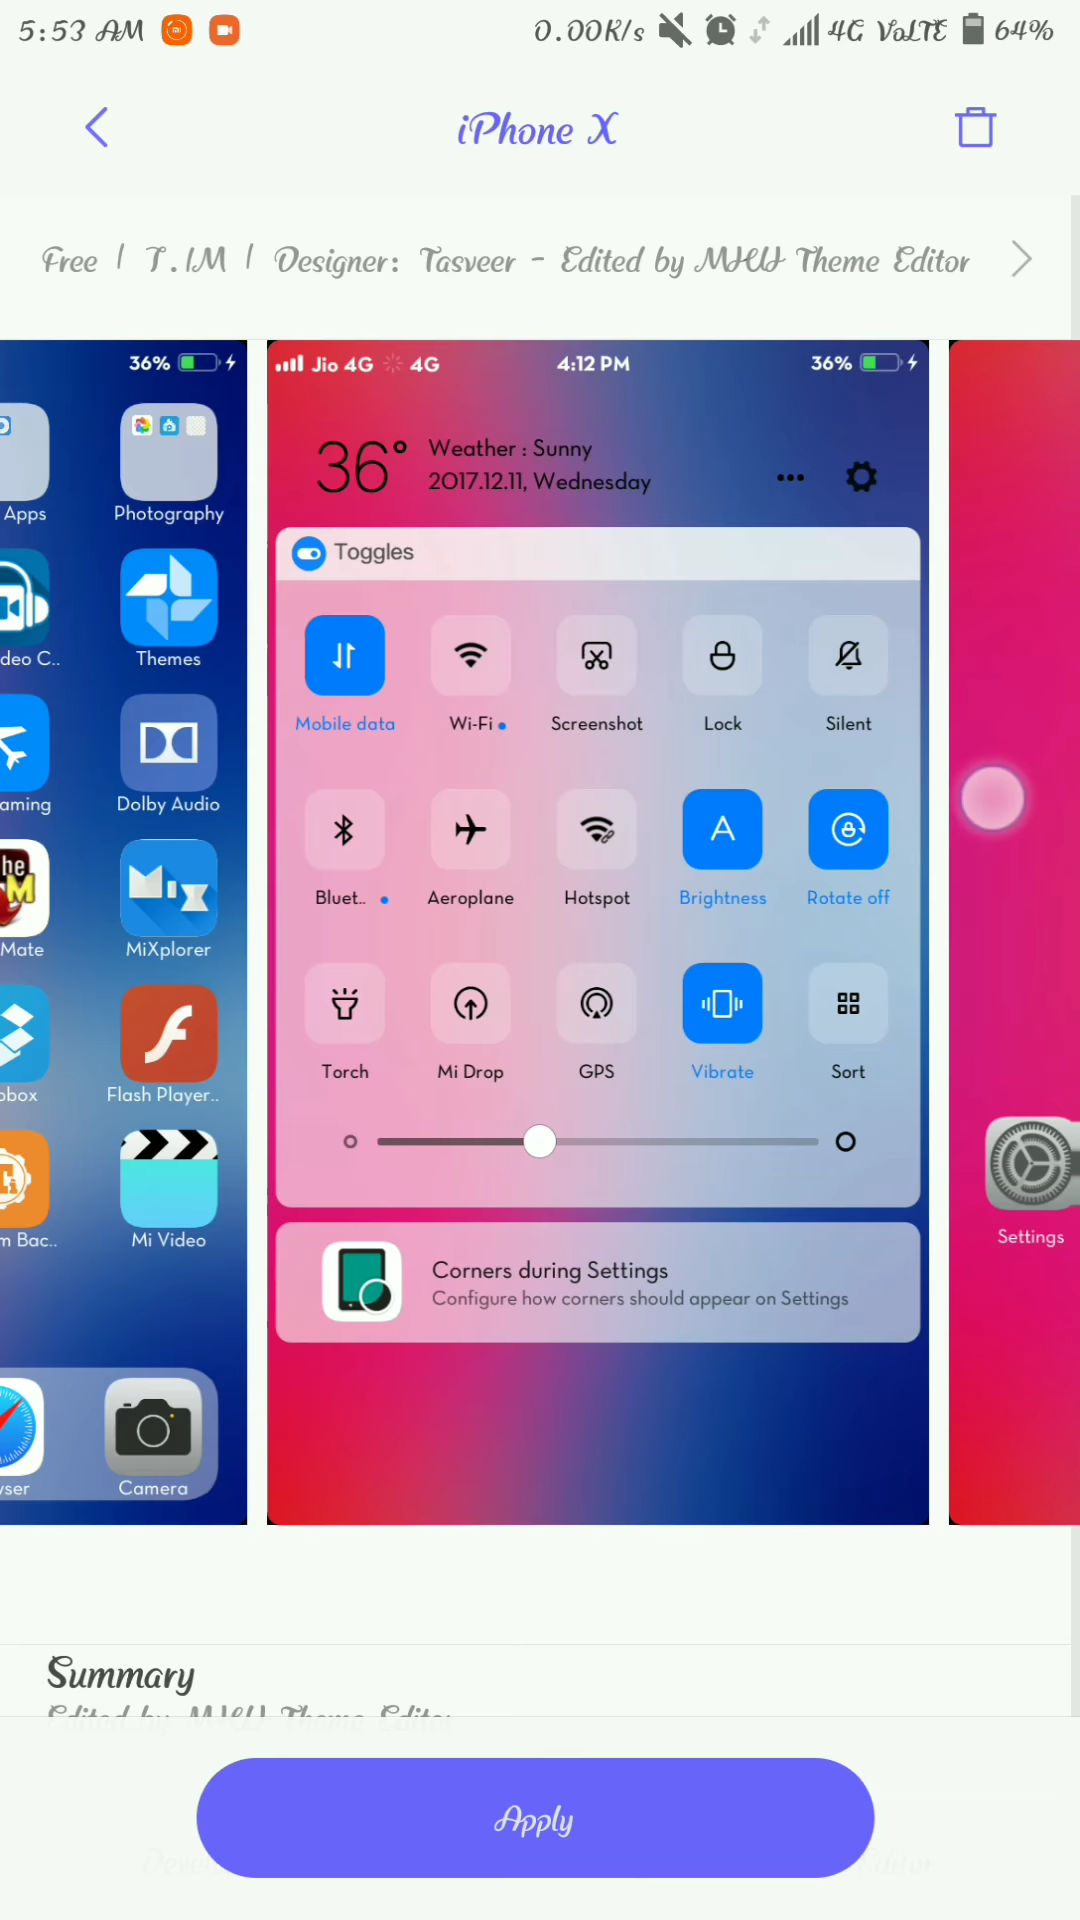 5:53 AM 0.00K/s 4G VoLTE 64%
iPhone X
Free | 7.1M | Designer: Tasveer - Edited by MIUI Theme Editor
36%
Apps
Photography
deo C..
Themes
aming
Dolby Audio
he
M
Mate
MiXplorer
box
Flash Player..
m Bac..
Mi Video
wser
Camera
Jio 4G 4G 4:12 PM 36%
36° Weather : Sunny
2017.12.11, Wednesday
Toggles
Mobile data Wi-Fi Screenshot Lock Silent
A
Bluet.. Aeroplane Hotspot Brightness Rotate off
Torch Mi Drop GPS Vibrate Sort
Corners during Settings
Configure how corners should appear on Settings
Settings
Summary
Edited by MIUI Theme Editor
Apply